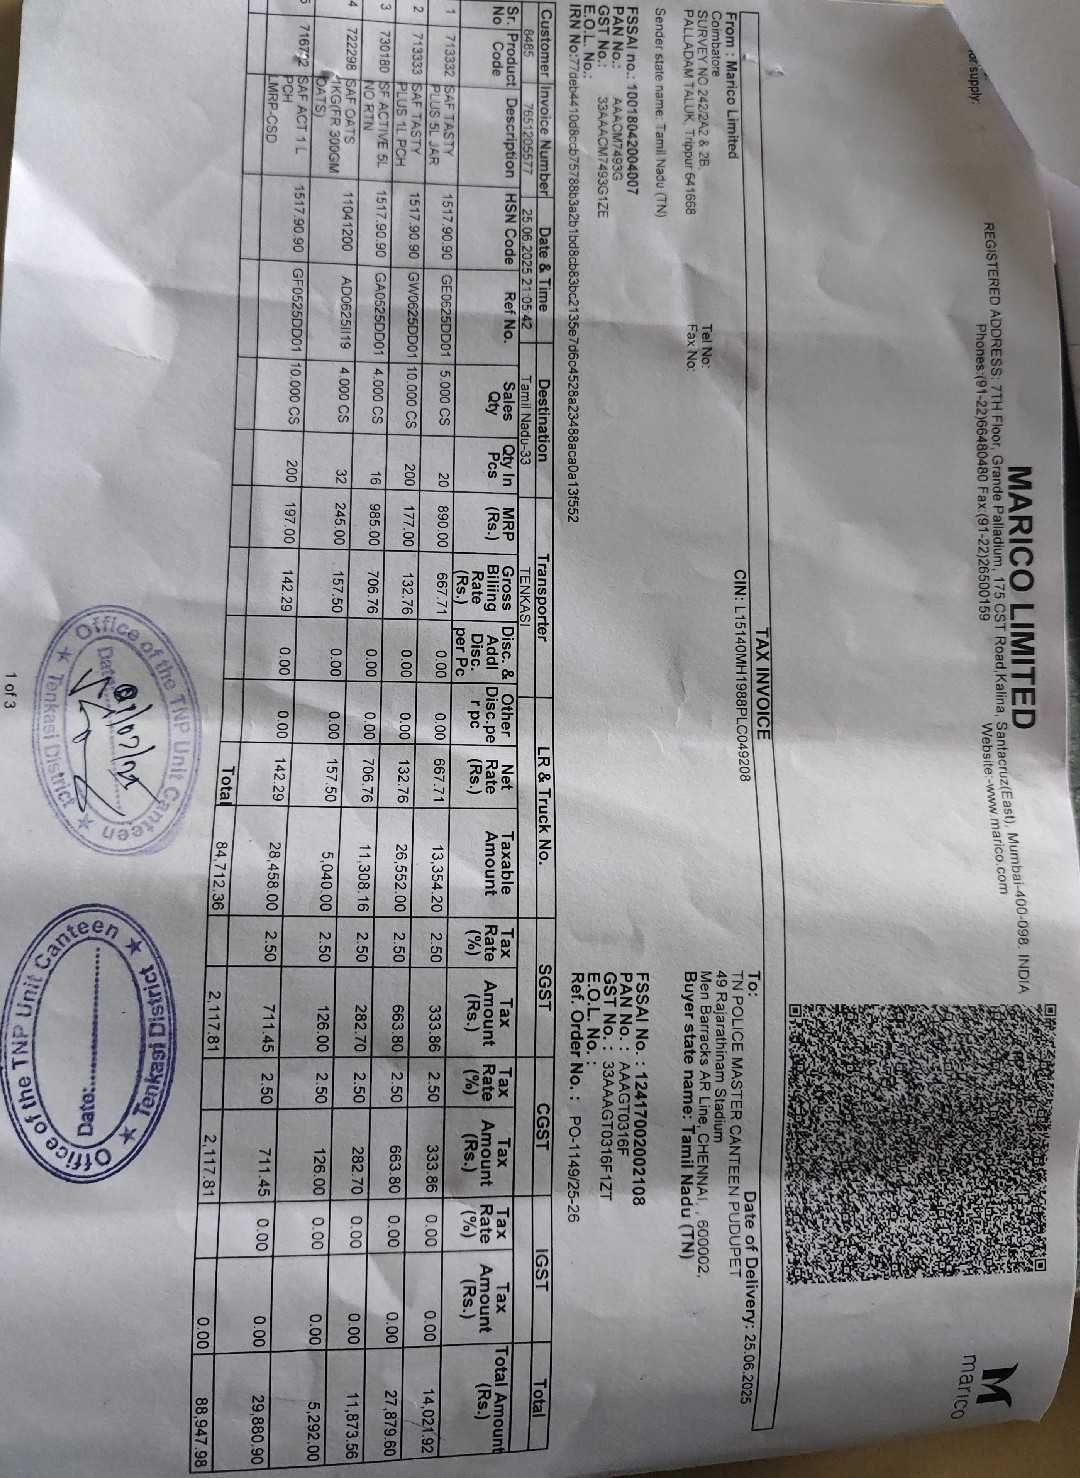 MARICO LIMITED
REGISTERED ADDRESS: 7TH Floor, Grande Palladium, 175 CST Road, Kalina, Santacruz(East), Mumbai-400-098. INDIA
Phones:(91-22)66480480 Fax:(91-22)26500159 Website:-www.marico.com
marico
or supply:
TAX INVOICE
CIN: L15140MH1988PLC049208
From : Marico Limited
Coimbatore
SURVEY NO 242/2A2 & 2B,
PALLADAM TALUK, Tirppur 641668
Tel No:
Fax No:
Sender state name: Tamil Nadu (TN)
FSSAI no.: 10018042004007
PAN No.: AAACM7493G
GST No.: 33AAACM7493G1ZE
E.O.L. No.:
IRN No:77deb4410d8ccb75788b3a2b1bd8cb83bc2135e7d6c4528a23488aca0a13f552
Date of Delivery: 25.06.2025
To:
TN POLICE MASTER CANTEEN PUDUPET
49 Rajarathinam Stadium
Men Barracks AR Line, CHENNAI , 600002,
Buyer state name: Tamil Nadu (TN)
FSSAI No. : 12417002002108
PAN No. : AAAGT0316F
GST No. : 33AAAGT0316F1ZT
E.O.L. No. :
Ref. Order No. : PO-1149/25-26
Customer Invoice Number Date & Time Destination Transporter LR & Truck No. SGST CGST IGST Total
8485 7651205577 25.06.2025 21:05:42 Tamil Nadu-33 TENKASI
Sr. No Product Code Description HSN Code Ref No. Sales Qty Qty In Pcs MRP (Rs.) Gross Billing Rate (Rs.) Disc. & Addl Disc. per Pc Other Disc.pe r pc Net Rate (Rs.) Taxable Amount Tax Rate (%) Tax Amount (Rs.) Tax Rate (%) Tax Amount (Rs.) Tax Rate (%) Tax Amount (Rs.) Total Amount (Rs.)
1 713332 SAF TASTY PLUS 5L JAR 1517.90.90 GE0625DD01 5.000 CS 20 890.00 667.71 0.00 0.00 667.71 13,354.20 2.50 333.86 2.50 333.86 0.00 0.00 14,021.92
2 713333 SAF TASTY PLUS 1L PCH 1517.90.90 GW0625DD01 10.000 CS 200 177.00 132.76 0.00 0.00 132.76 26,552.00 2.50 663.80 2.50 663.80 0.00 0.00 27,879.60
3 730180 SF ACTIVE 5L NO RTN 1517.90.90 GA0525DD01 4.000 CS 16 985.00 706.76 0.00 0.00 706.76 11,308.16 2.50 282.70 2.50 282.70 0.00 0.00 11,873.56
4 722298 SAF OATS 1KG(FR 300GM OATS) 11041200 AD0625II19 4.000 CS 32 245.00 157.50 0.00 0.00 157.50 5,040.00 2.50 126.00 2.50 126.00 0.00 0.00 5,292.00
5 SAF ACT 1 L PCH LMRP-CSD 1517.90.90 GF0525DD01 10.000 CS 200 197.00 142.29 0.00 0.00 142.29 28,458.00 2.50 711.45 2.50 711.45 0.00 0.00 29,880.90
Total 84,712.36 2,117.81 2,117.81 0.00 88,947.98
Office of the TNP Unit Canteen
Date
Tenkasi District
Office of the TNP Unit Canteen
Date:
Tenkasi District
1 of 3